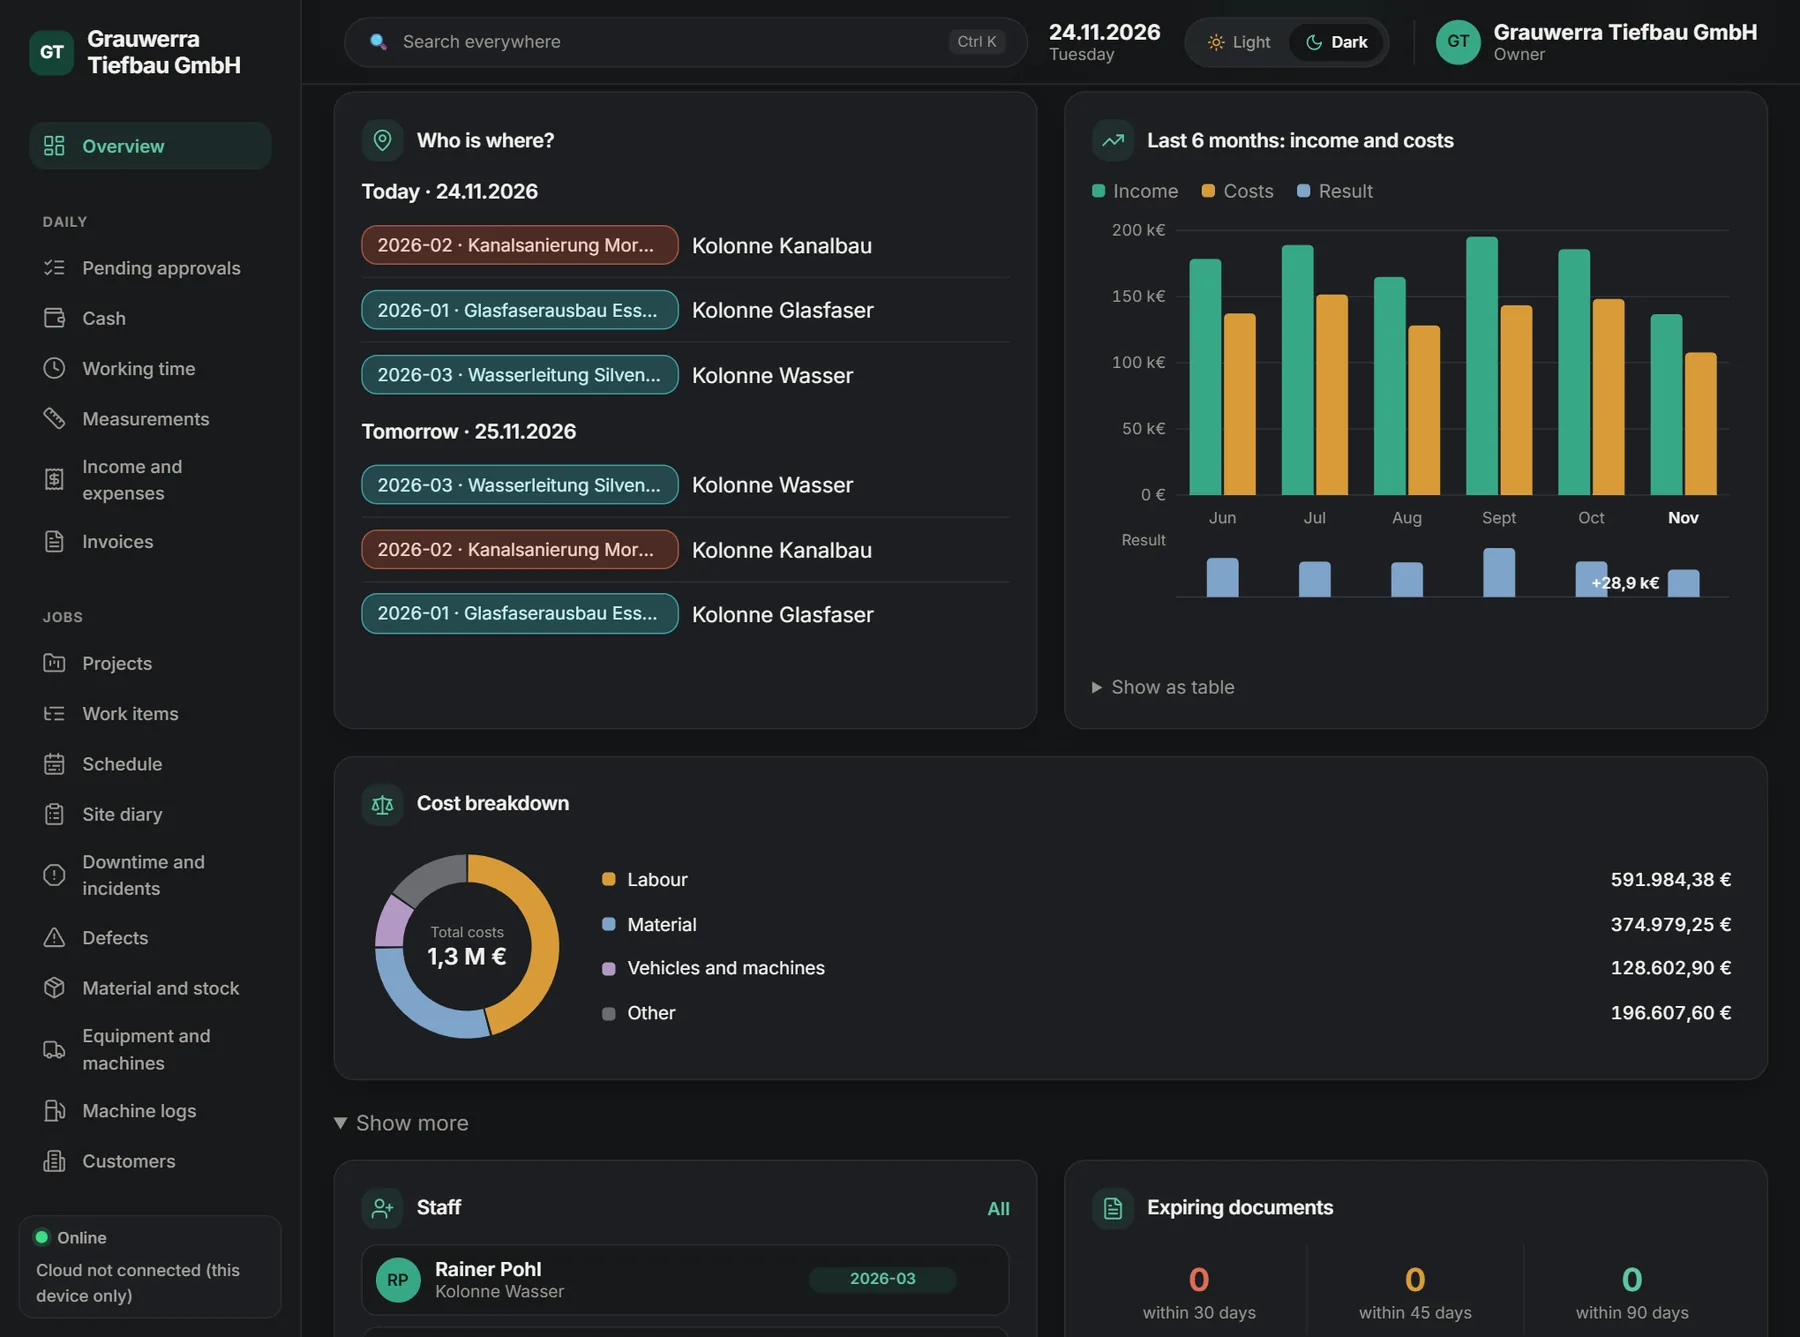 GT
Grauwerra
Tiefbau GmbH
Search everywhere
Ctrl K
24.11.2026
Tuesday
Light
Dark
GT
Grauwerra Tiefbau GmbH
Owner
Overview
DAILY
Pending approvals
Cash
Working time
Measurements
Income and
expenses
Invoices
JOBS
Projects
Work items
Schedule
Site diary
Downtime and
incidents
Defects
Material and stock
Equipment and
machines
Machine logs
Customers
Online
Cloud not connected (this
device only)
Who is where?
Today · 24.11.2026
2026-02 · Kanalsanierung Mor... Kolonne Kanalbau
2026-01 · Glasfaserausbau Ess... Kolonne Glasfaser
2026-03 · Wasserleitung Silven... Kolonne Wasser
Tomorrow · 25.11.2026
2026-03 · Wasserleitung Silven... Kolonne Wasser
2026-02 · Kanalsanierung Mor... Kolonne Kanalbau
2026-01 · Glasfaserausbau Ess... Kolonne Glasfaser
Last 6 months: income and costs
Income Costs Result
200 k€
150 k€
100 k€
50 k€
0 €
Jun Jul Aug Sept Oct Nov
Result
+28,9 k€
Show as table
Cost breakdown
Total costs
1,3 M €
Labour 591.984,38 €
Material 374.979,25 €
Vehicles and machines 128.602,90 €
Other 196.607,60 €
Show more
Staff
All
RP
Rainer Pohl
Kolonne Wasser
2026-03
Expiring documents
0 0 0
within 30 days within 45 days within 90 days